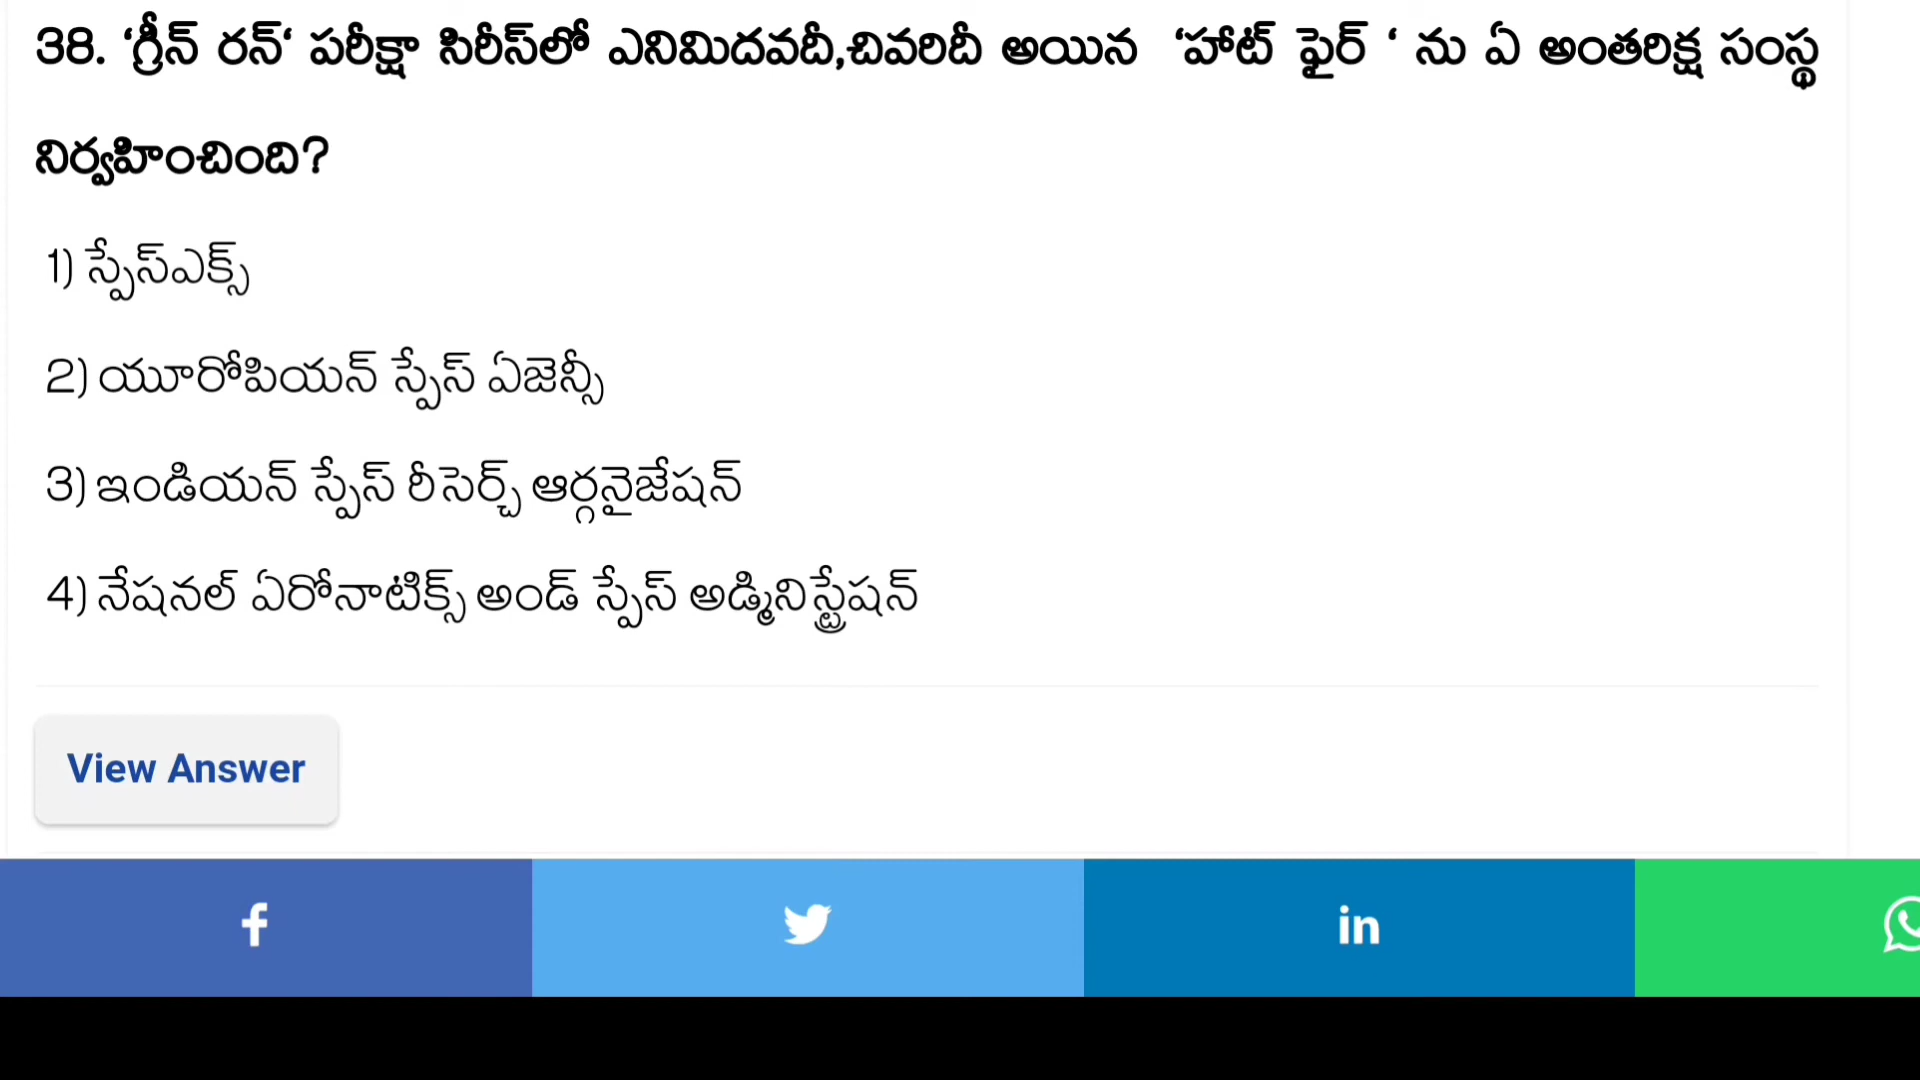 38. ‘గ్రీన్ రన్‘ పరీక్షా సిరీస్‌లో ఎనిమిదవదీ,చివరిదీ అయిన ‘హాట్ ఫైర్ ‘ ను ఏ అంతరిక్ష సంస్థ
నిర్వహించింది?
1) స్పేస్‌ఎక్స్
2) యూరోపియన్ స్పేస్ ఏజెన్సీ
3) ఇండియన్ స్పేస్ రీసెర్చ్ ఆర్గనైజేషన్
4) నేషనల్ ఏరోనాటిక్స్ అండ్ స్పేస్ అడ్మినిస్ట్రేషన్
View Answer